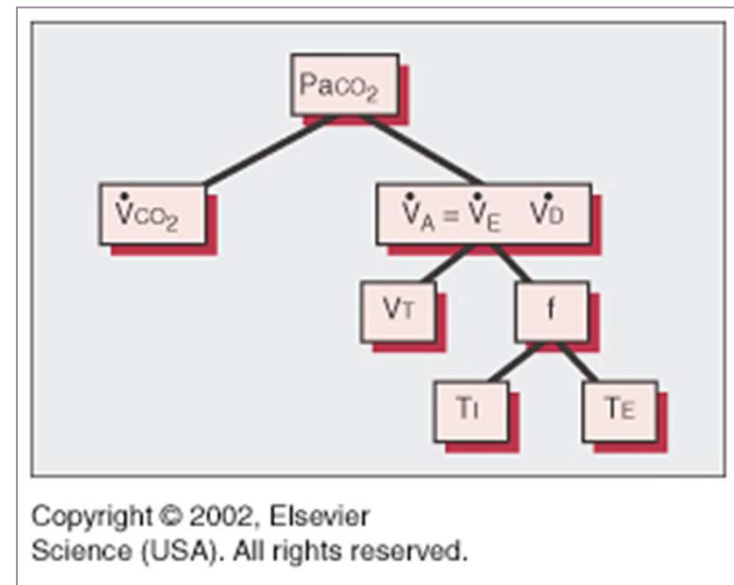 PaCO₂
V̇CO₂
V̇A = V̇E V̇D
VT
f
TI
TE
Copyright © 2002, Elsevier
Science (USA). All rights reserved.